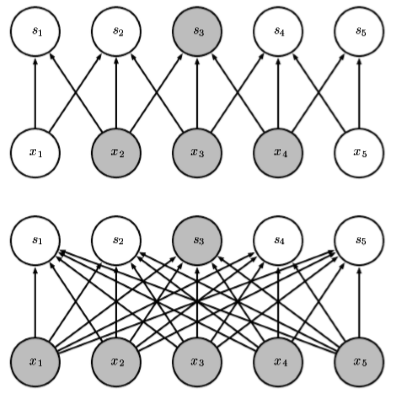 s₁ s₂ s₃ s₄ s₅
x₁ x₂ x₃ x₄ x₅
s₁ s₂ s₃ s₄ s₅
x₁ x₂ x₃ x₄ x₅